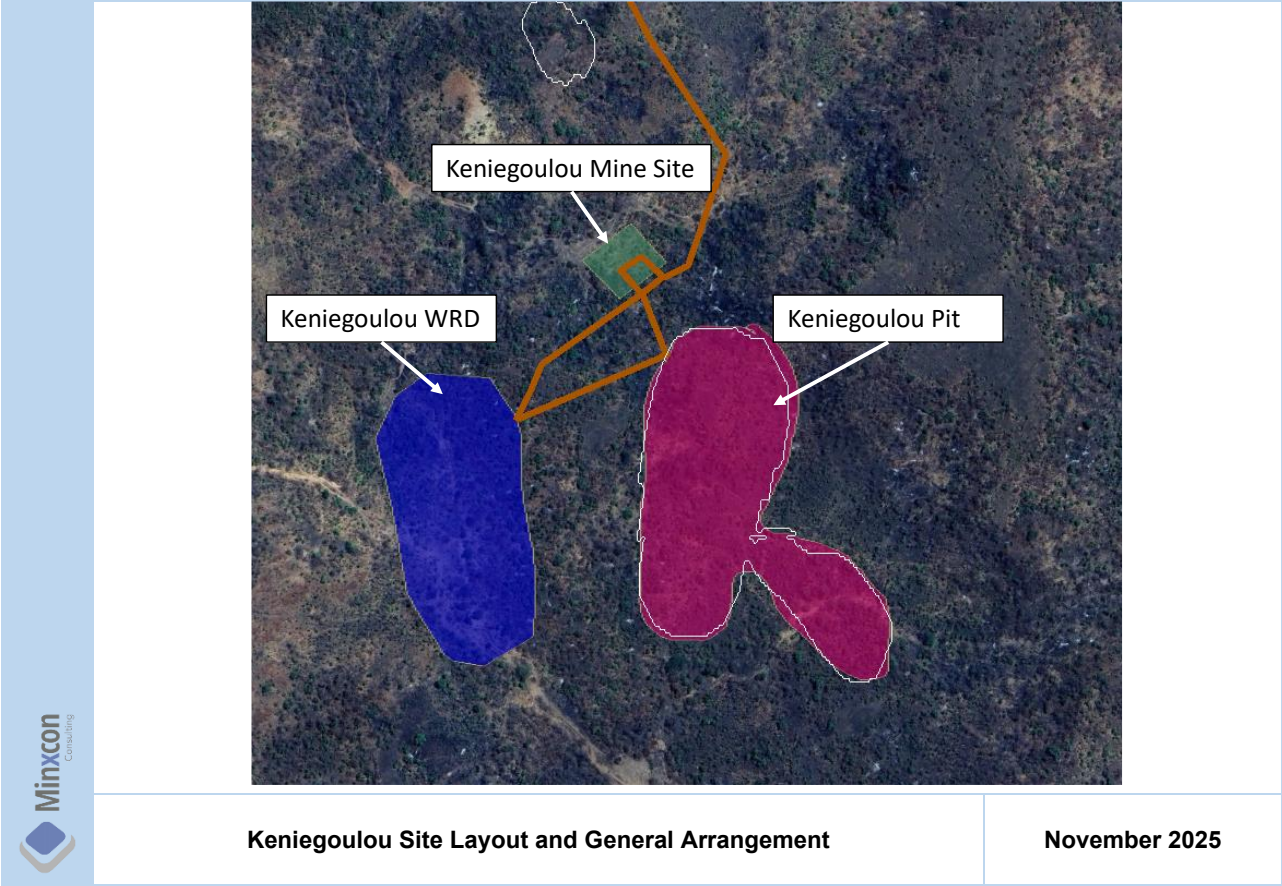 Keniegoulou Mine Site
Keniegoulou WRD
Keniegoulou Pit
Minxcon
Consulting
Keniegoulou Site Layout and General Arrangement
November 2025